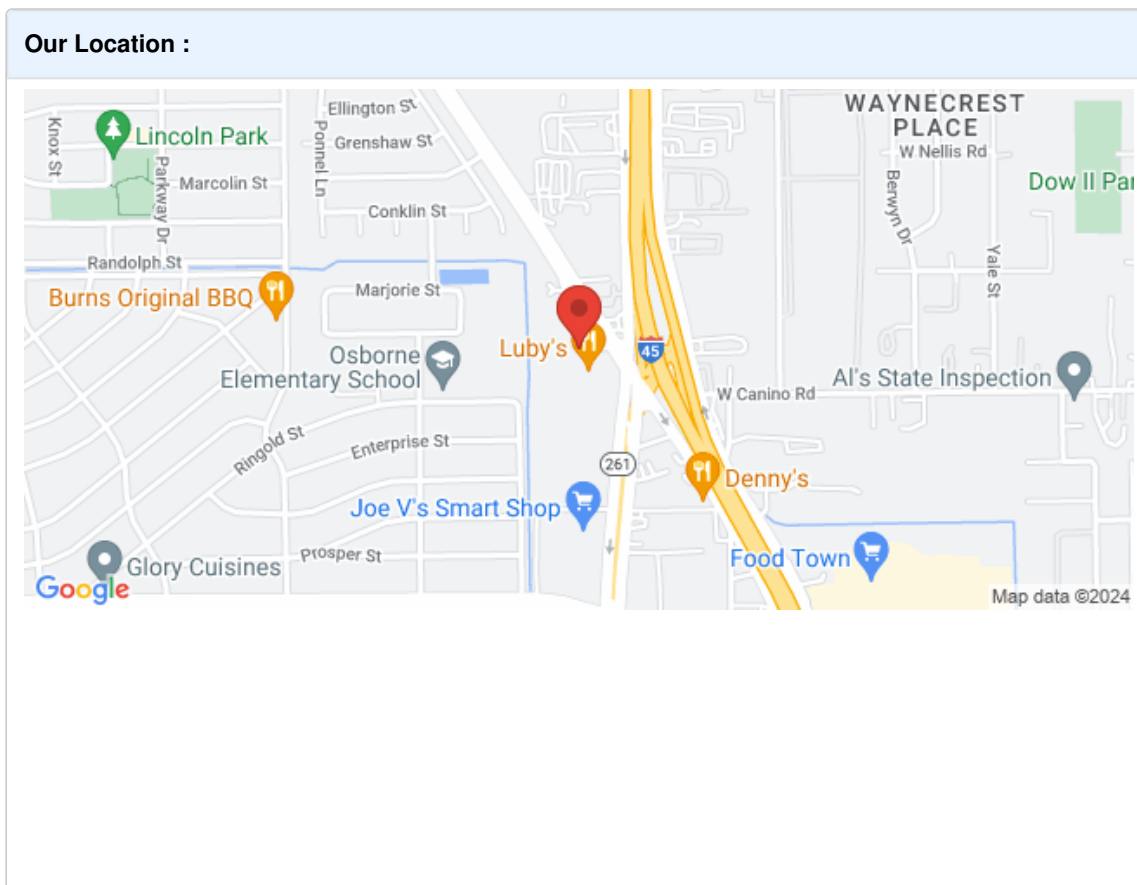 Our Location :
Ellington St
WAYNECREST
PLACE
Knox St
Lincoln Park
Ponnel Ln
Grenshaw St
W Nellis Rd
Parkway Dr
Marcolin St
Berwyn Dr
Dow II Par
Conklin St
Randolph St
Yale St
Burns Original BBQ
Marjorie St
Luby's
45
Osborne
Elementary School
Al's State Inspection
W Canino Rd
Ringold St
Enterprise St
261
Denny's
Joe V's Smart Shop
Prosper St
Food Town
Glory Cuisines
Google
Map data ©2024